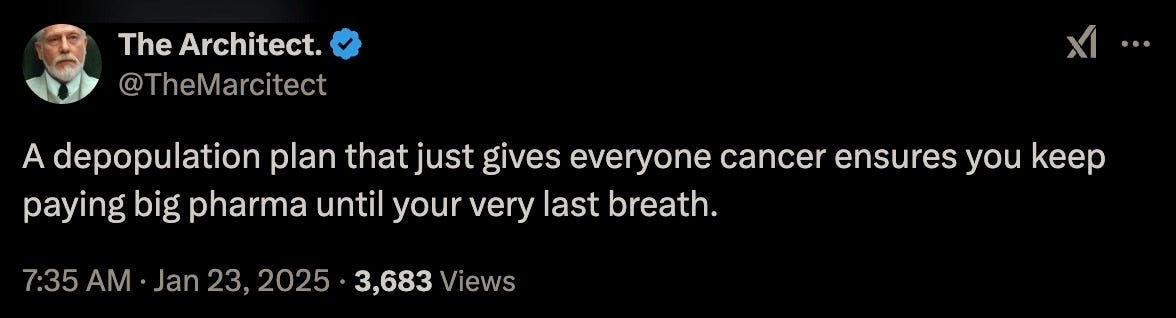 The Architect.
@TheMarcitect
A depopulation plan that just gives everyone cancer ensures you keep
paying big pharma until your very last breath.
7:35 AM · Jan 23, 2025 · 3,683 Views